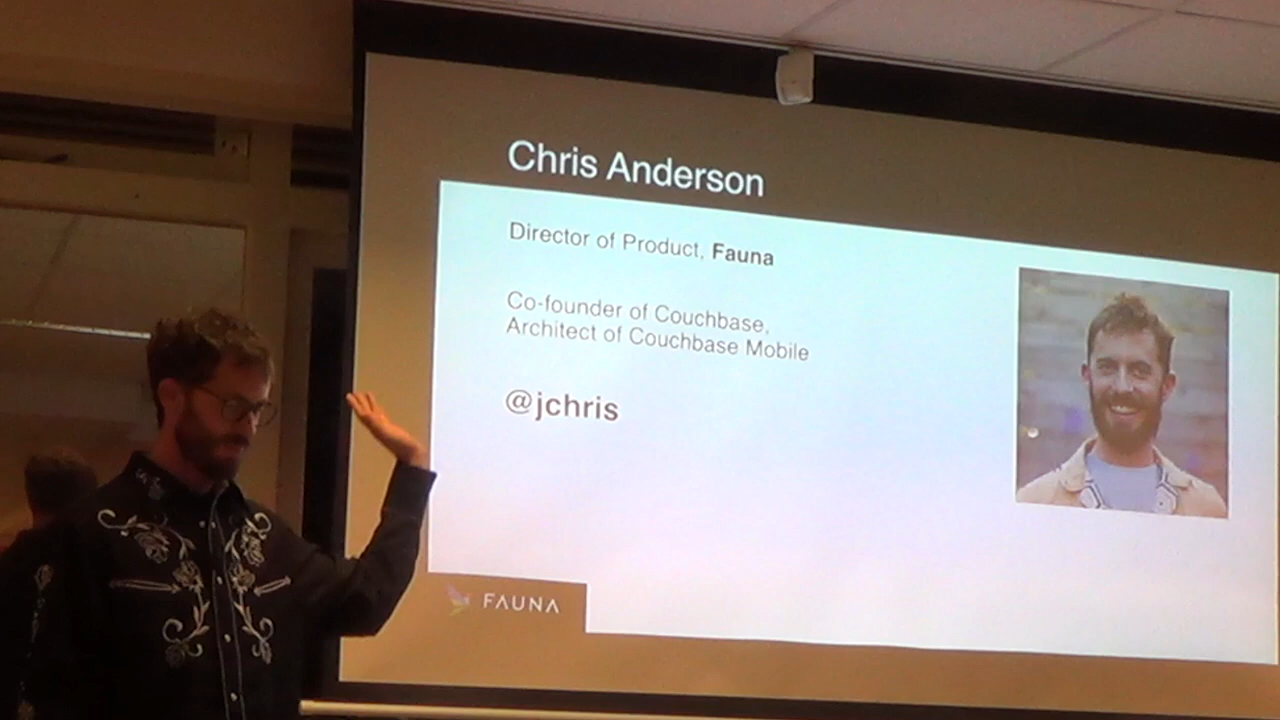 Chris Anderson
Director of Product, Fauna
Co-founder of Couchbase,
Architect of Couchbase Mobile
@jchris
FAUNA